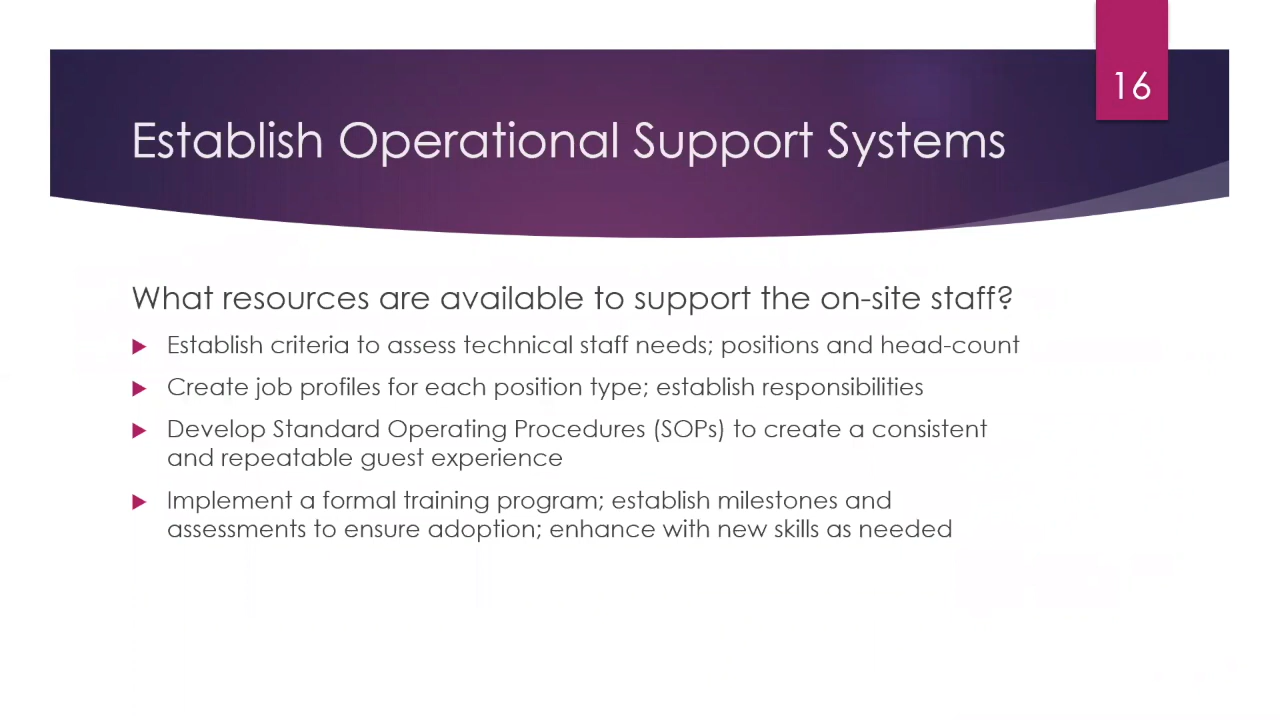 16
Establish Operational Support Systems
What resources are available to support the on-site staff?
Establish criteria to assess technical staff needs; positions and head-count
Create job profiles for each position type; establish responsibilities
Develop Standard Operating Procedures (SOPs) to create a consistent
and repeatable guest experience
Implement a formal training program; establish milestones and
assessments to ensure adoption; enhance with new skills as needed